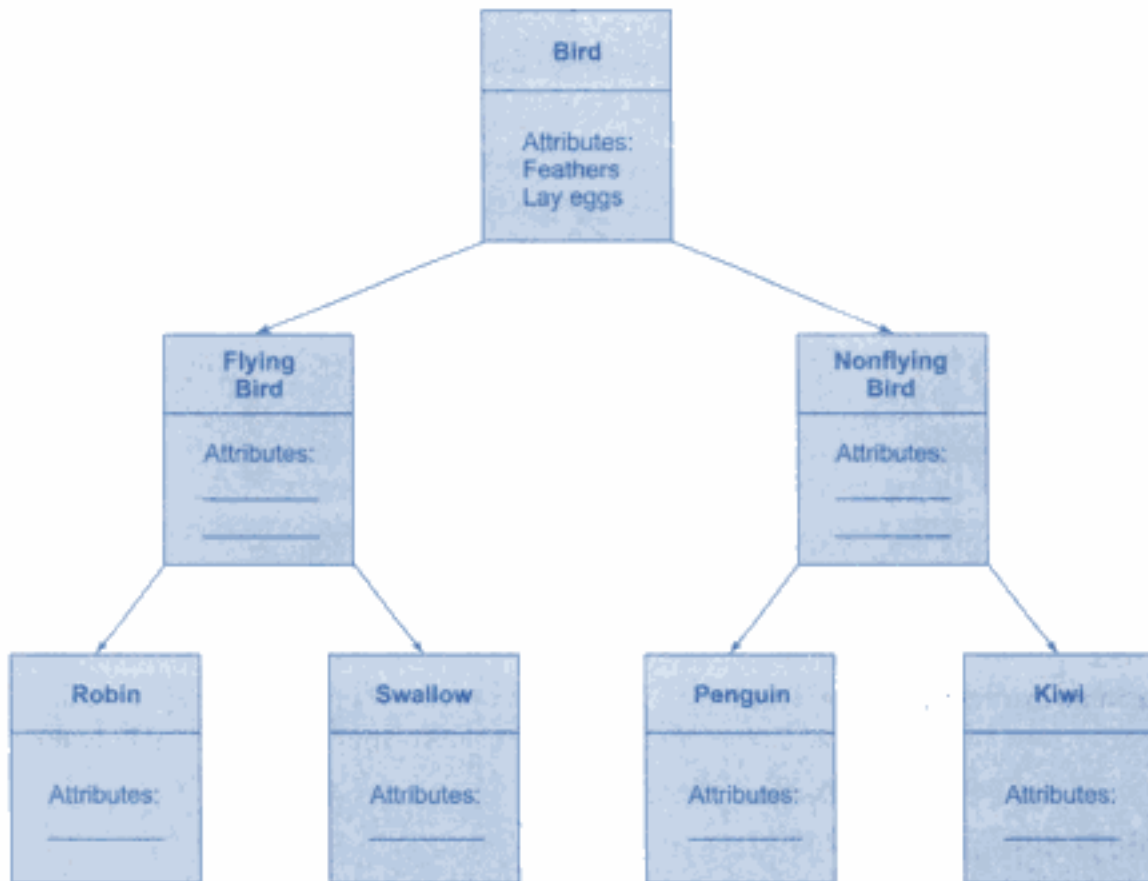 Bird
Attributes:
Feathers
Lay eggs
Flying
Bird
Attributes:
Nonflying
Bird
Attributes:
Robin
Attributes:
Swallow
Attributes:
Penguin
Attributes:
Kiwi
Attributes: